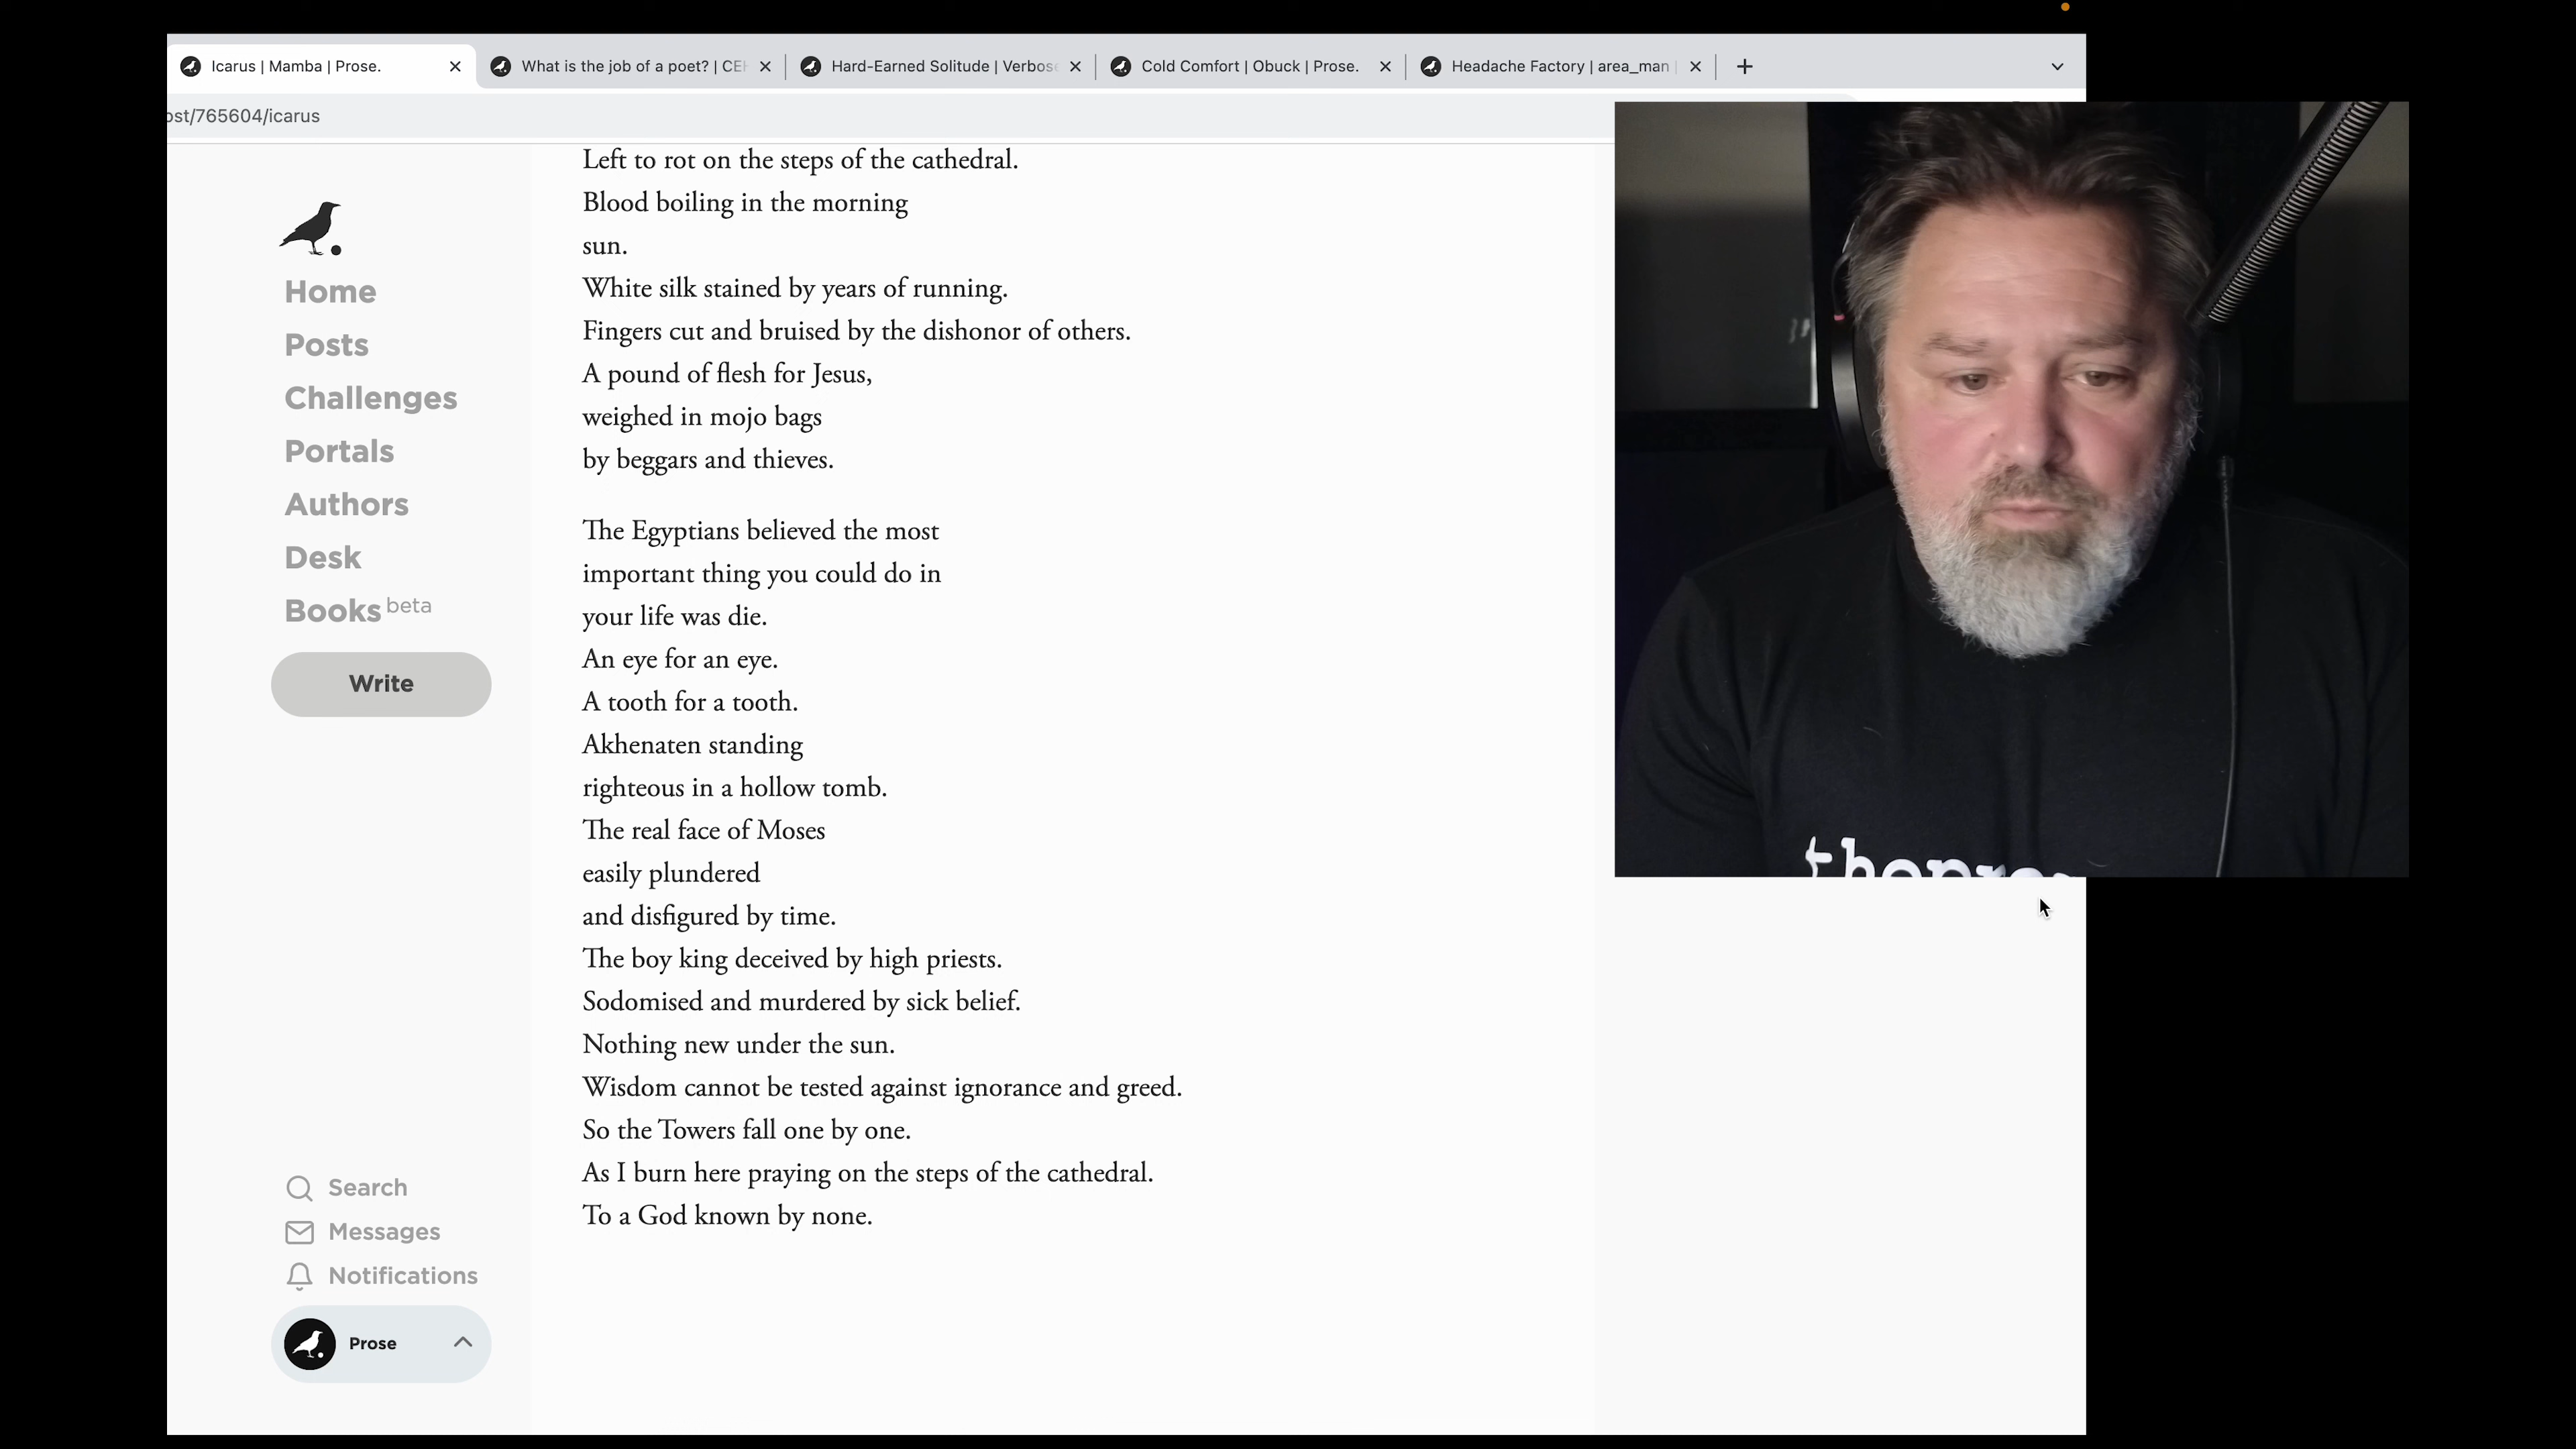 Icarus | Mamba | Prose.
What is the job of a poet? | CEH
Hard-Earned Solitude | Verbose
Cold Comfort | Obuck | Prose.
Headache Factory | area_man |
ost/765604/icarus
Home
Posts
Challenges
Portals
Authors
Desk
Books beta
Write
Left to rot on the steps of the cathedral.
Blood boiling in the morning
sun.
White silk stained by years of running.
Fingers cut and bruised by the dishonor of others.
A pound of flesh for Jesus,
weighed in mojo bags
by beggars and thieves.
The Egyptians believed the most
important thing you could do in
your life was die.
An eye for an eye.
A tooth for a tooth.
Akhenaten standing
righteous in a hollow tomb.
The real face of Moses
easily plundered
and disfigured by time.
The boy king deceived by high priests.
Sodomised and murdered by sick belief.
Nothing new under the sun.
Wisdom cannot be tested against ignorance and greed.
So the Towers fall one by one.
As I burn here praying on the steps of the cathedral.
To a God known by none.
Search
Messages
Notifications
Prose